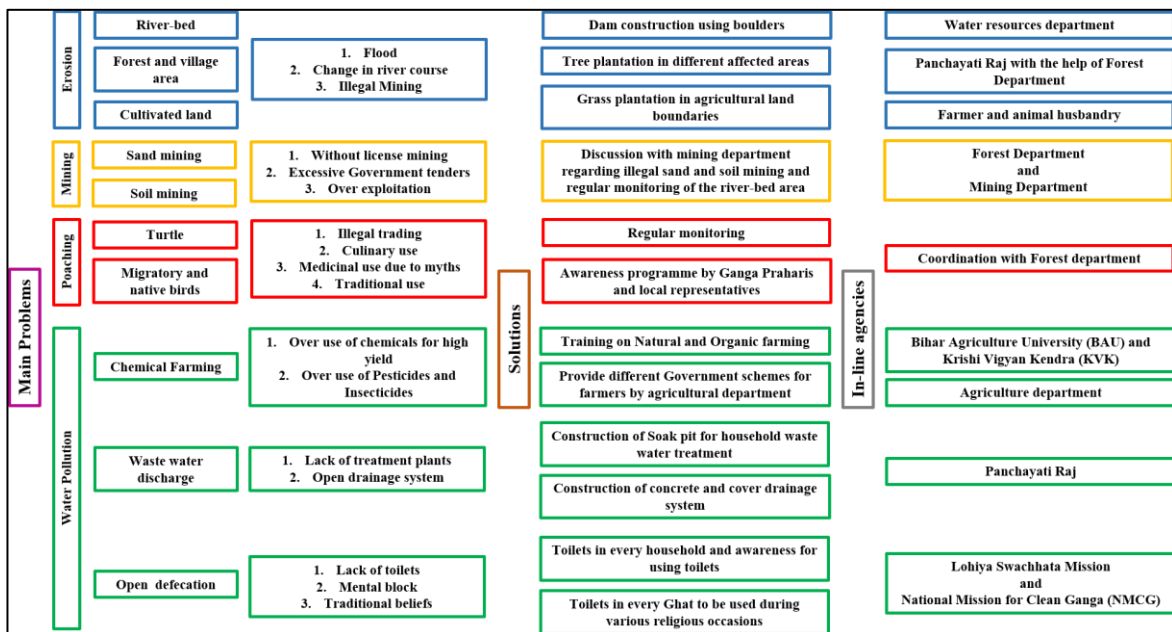 Main Problems
Erosion
River-bed
Forest and village
area
Cultivated land
1. Flood
2. Change in river course
3. Illegal Mining
Mining
Sand mining
Soil mining
1. Without license mining
2. Excessive Government tenders
3. Over exploitation
Poaching
Turtle
Migratory and
native birds
1. Illegal trading
2. Culinary use
3. Medicinal use due to myths
4. Traditional use
Water Pollution
Chemical Farming
1. Over use of chemicals for high
yield
2. Over use of Pesticides and
Insecticides
Waste water
discharge
1. Lack of treatment plants
2. Open drainage system
Open defecation
1. Lack of toilets
2. Mental block
3. Traditional beliefs
Solutions
Dam construction using boulders
Tree plantation in different affected areas
Grass plantation in agricultural land
boundaries
Discussion with mining department
regarding illegal sand and soil mining and
regular monitoring of the river-bed area
Regular monitoring
Awareness programme by Ganga Praharis
and local representatives
Training on Natural and Organic farming
Provide different Government schemes for
farmers by agricultural department
Construction of Soak pit for household waste
water treatment
Construction of concrete and cover drainage
system
Toilets in every household and awareness for
using toilets
Toilets in every Ghat to be used during
various religious occasions
In-line agencies
Water resources department
Panchayati Raj with the help of Forest
Department
Farmer and animal husbandry
Forest Department
and
Mining Department
Coordination with Forest department
Bihar Agriculture University (BAU) and
Krishi Vigyan Kendra (KVK)
Agriculture department
Panchayati Raj
Lohiya Swachhata Mission
and
National Mission for Clean Ganga (NMCG)